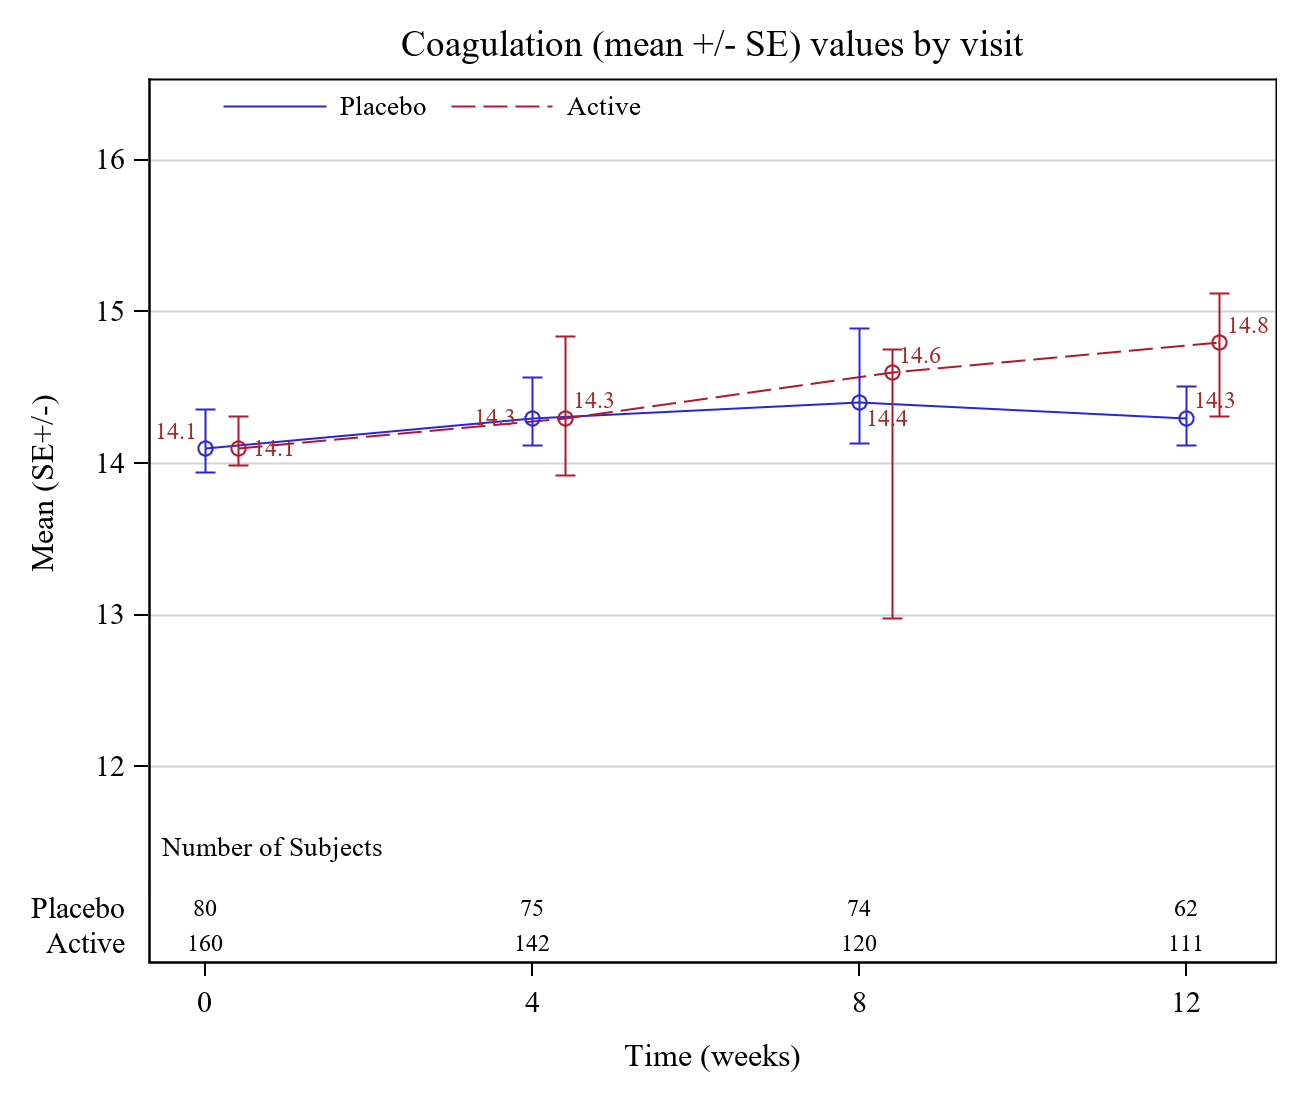 Coagulation (mean +/- SE) values by visit
Placebo
Active
16
15
14
13
12
Mean (SE+/-)
14.1
14.1
14.3
14.3
14.4
14.6
14.3
14.8
Number of Subjects
Placebo 80 75 74 62
Active 160 142 120 111
0 4 8 12
Time (weeks)